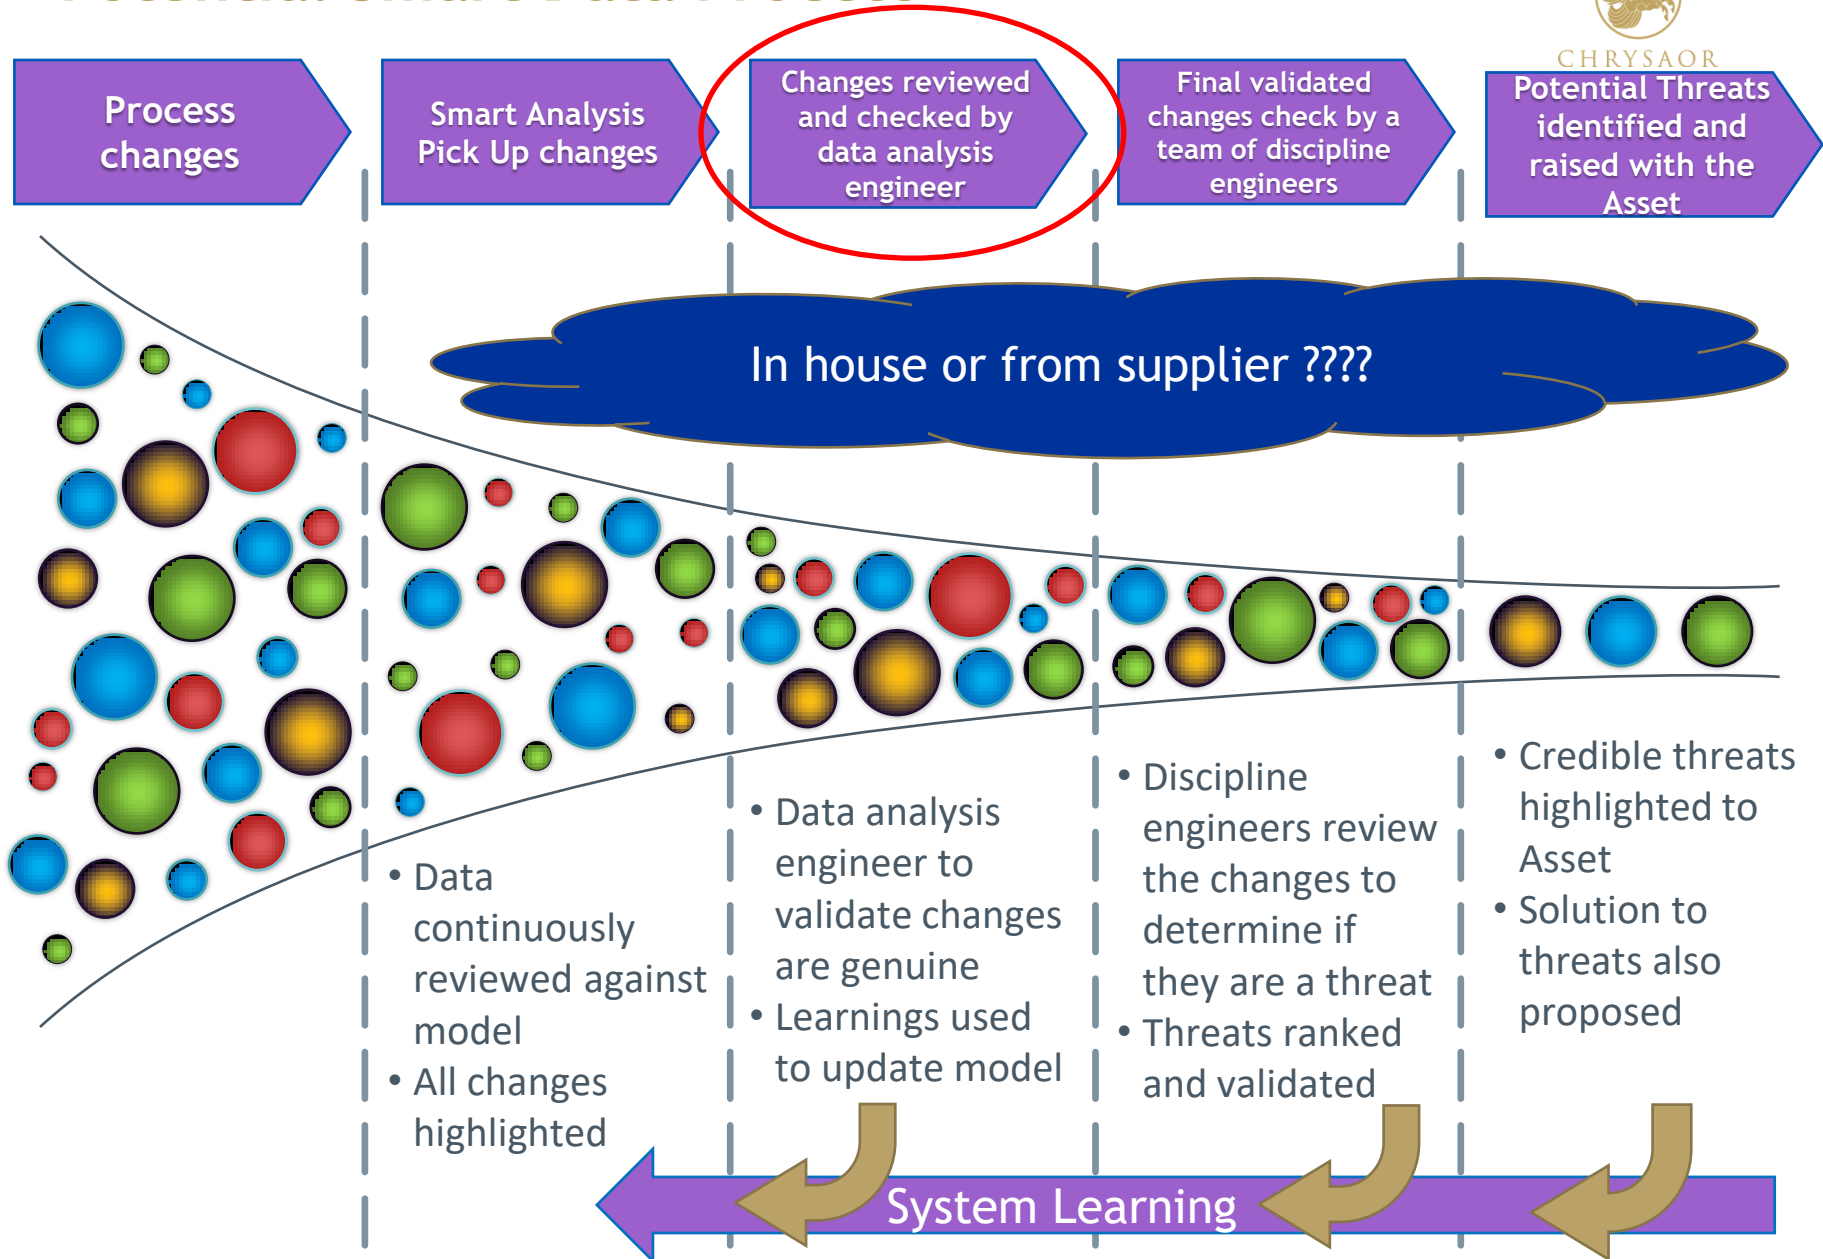 Potential Smart Data Process
CHRYSAOR
Process
changes
Smart Analysis
Pick Up changes
Changes reviewed
and checked by
data analysis
engineer
Final validated
changes check by a
team of discipline
engineers
Potential Threats
identified and
raised with the
Asset
In house or from supplier ????
• Data
continuously
reviewed against
model
• All changes
highlighted
• Data analysis
engineer to
validate changes
are genuine
• Learnings used
to update model
• Discipline
engineers review
the changes to
determine if
they are a threat
• Threats ranked
and validated
• Credible threats
highlighted to
Asset
• Solution to
threats also
proposed
System Learning